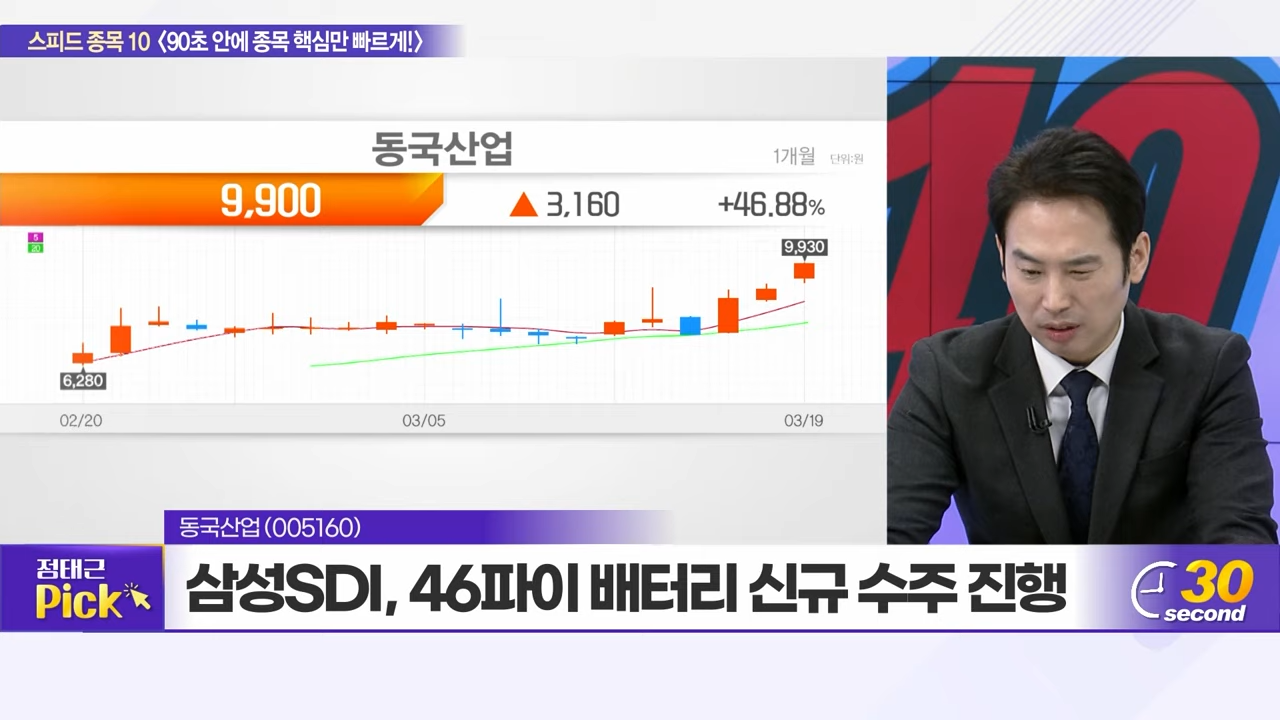 스피드 종목 10 〈90초 안에 종목 핵심만 빠르게!〉
동국산업
1개월 단위:원
9,900 ▲ 3,160 +46.88%
5
20
9,930
6,280
02/20 03/05 03/19
동국산업(005160)
정태근
Pick
삼성SDI, 46파이 배터리 신규 수주 진행
30
second
10